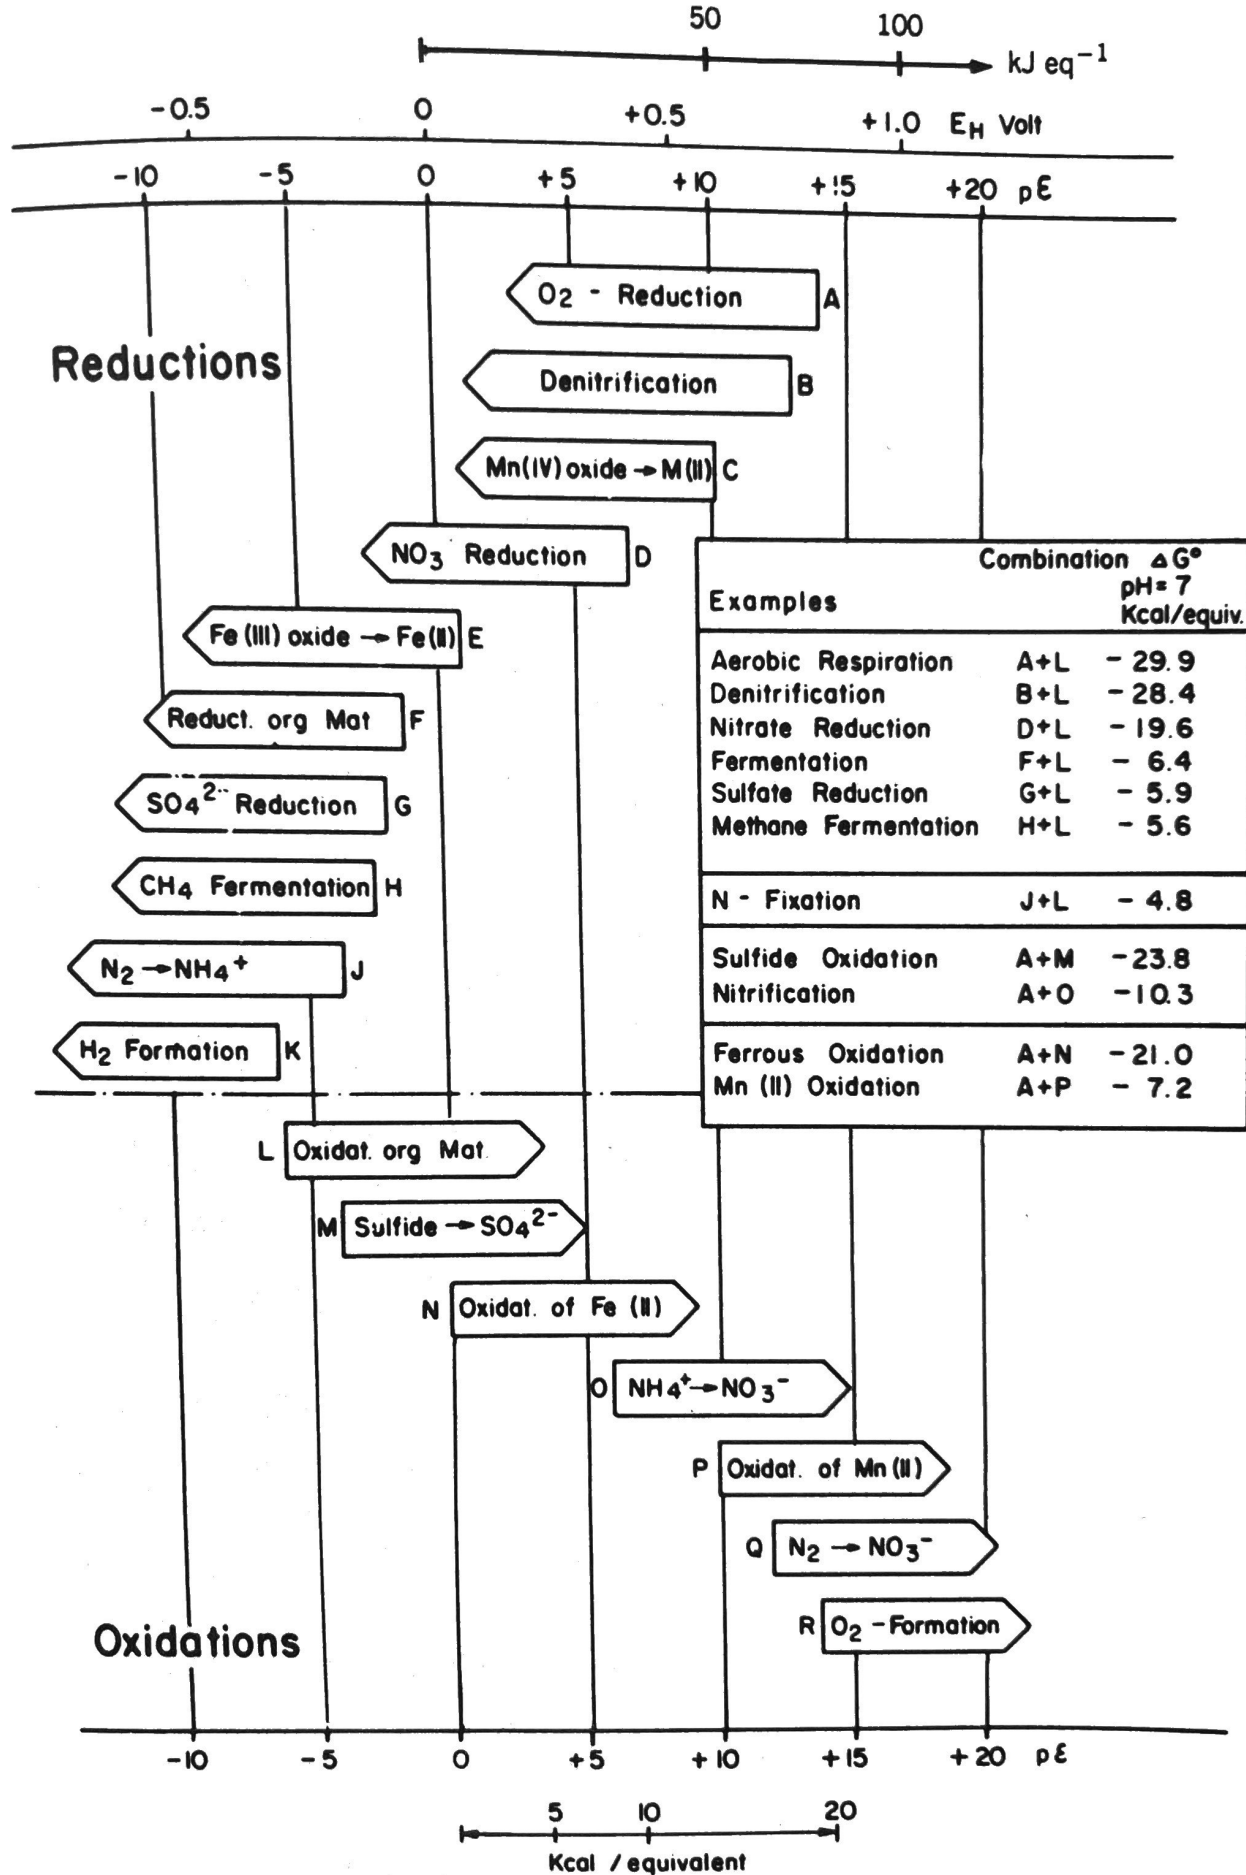 50 100
kJ eq⁻¹
-0.5 0 +0.5 +1.0 EH Volt
-10 -5 0 +5 +10 +15 +20 pε
O2 - Reduction A
Reductions
Denitrification B
Mn(IV) oxide → M(II) C
NO3 Reduction D
Fe(III) oxide → Fe(II) E
Reduct. org Mat F
SO4²⁻ Reduction G
CH4 Fermentation H
N2 → NH4⁺ J
H2 Formation K
Combination ΔG°
pH = 7
Examples Kcal/equiv.
Aerobic Respiration A+L -29.9
Denitrification B+L -28.4
Nitrate Reduction D+L -19.6
Fermentation F+L -6.4
Sulfate Reduction G+L -5.9
Methane Fermentation H+L -5.6
N - Fixation J+L -4.8
Sulfide Oxidation A+M -23.8
Nitrification A+O -10.3
Ferrous Oxidation A+N -21.0
Mn (II) Oxidation A+P -7.2
L Oxidat. org Mat.
M Sulfide → SO4²⁻
N Oxidat. of Fe (II)
O NH4⁺ → NO3⁻
P Oxidat. of Mn (II)
Q N2 → NO3⁻
R O2 - Formation
Oxidations
-10 -5 0 +5 +10 +15 +20 pε
5 10 20
Kcal / equivalent